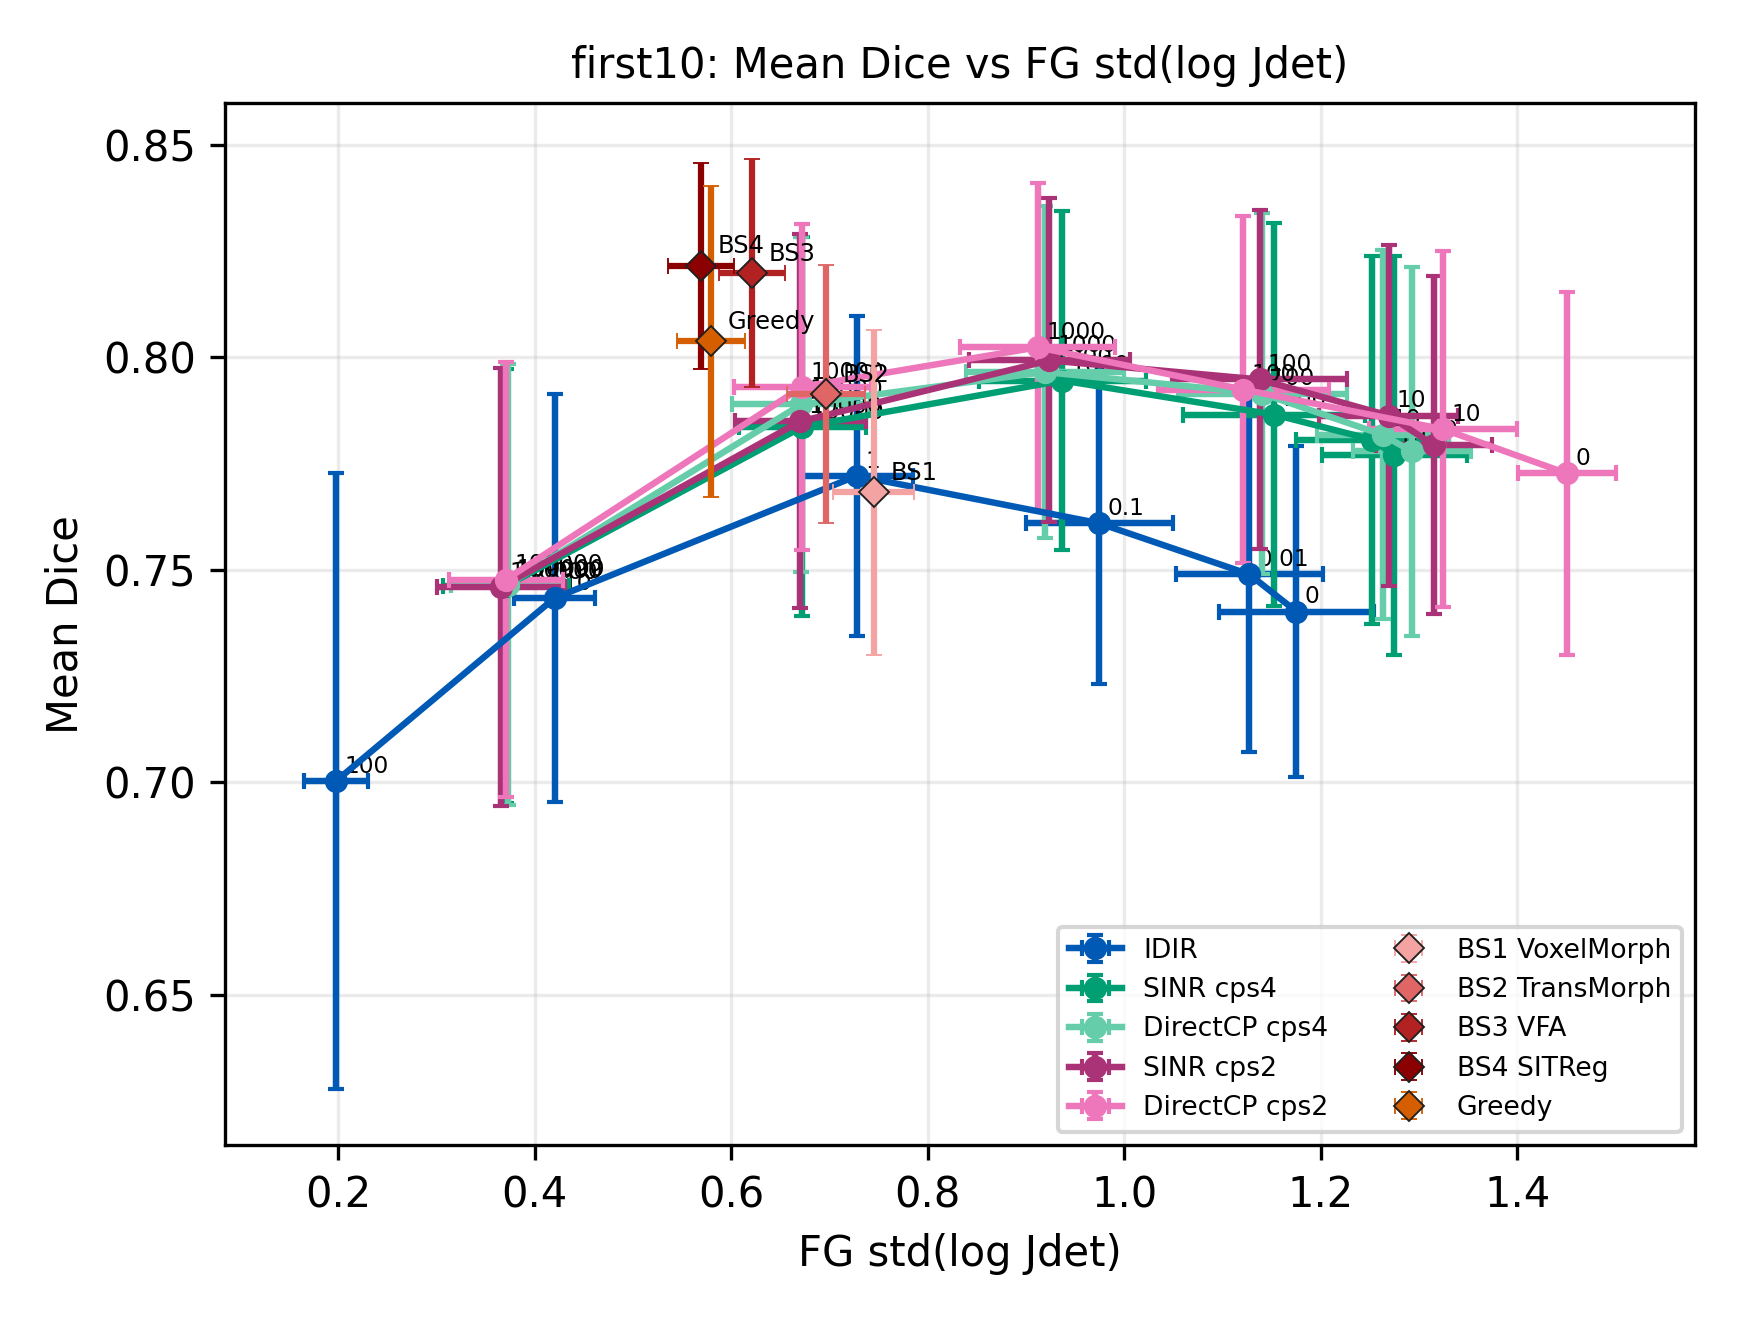 first10: Mean Dice vs FG std(log Jdet)
Mean Dice
0.85
0.80
0.75
0.70
0.65
BS4
BS3
Greedy
BS2
BS1
1000
100
10
10
0
0.1
0.01
0
100
IDIR
SINR cps4
DirectCP cps4
SINR cps2
DirectCP cps2
BS1 VoxelMorph
BS2 TransMorph
BS3 VFA
BS4 SITReg
Greedy
0.2 0.4 0.6 0.8 1.0 1.2 1.4
FG std(log Jdet)